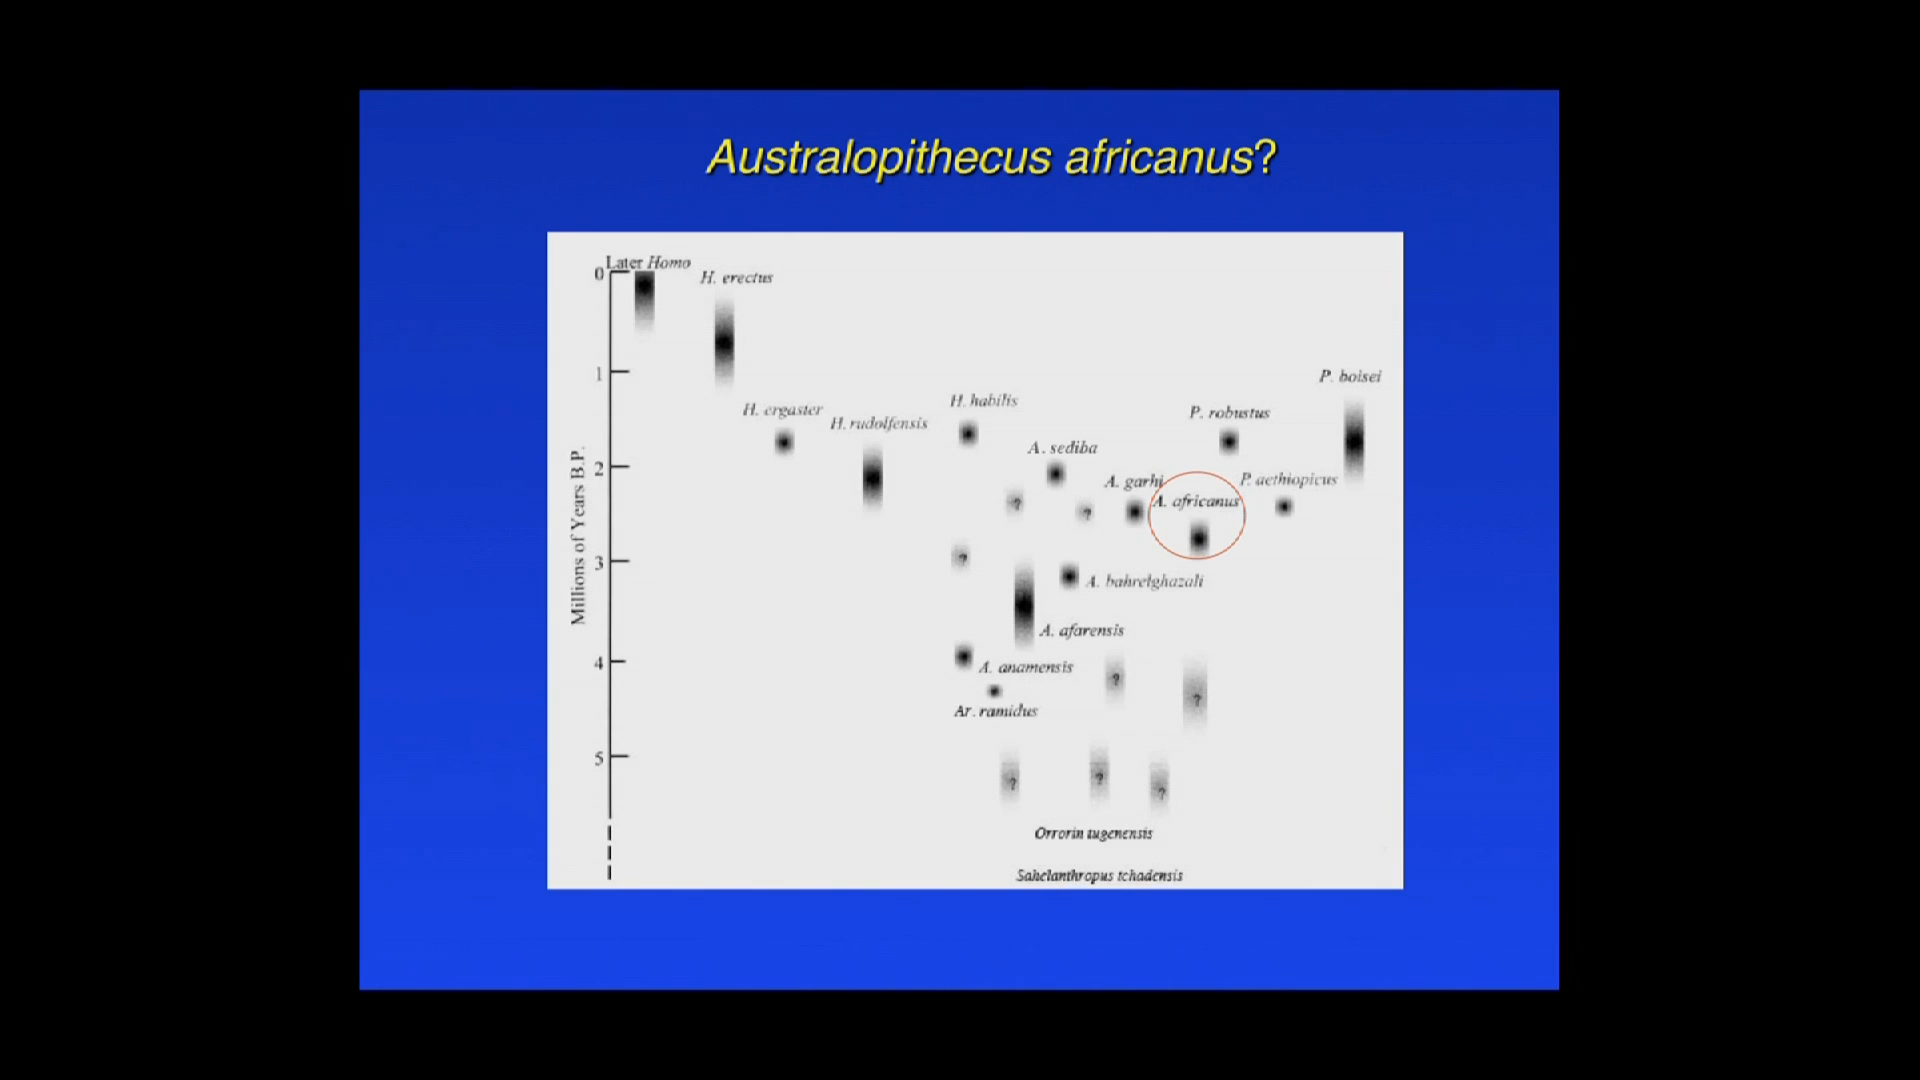 Australopithecus africanus?
Later Homo
0
H. erectus
1
P. boisei
H. ergaster
H. rudolfensis
H. habilis
P. robustus
A. sediba
2
A. garhi
P. aethiopicus
A. africanus
?
?
Millions of Years B.P.
3
?
A. bahrelghazali
A. afarensis
4
A. anamensis
?
?
Ar. ramidus
5
?
?
?
Orrorin tugenensis
Sahelanthropus tchadensis